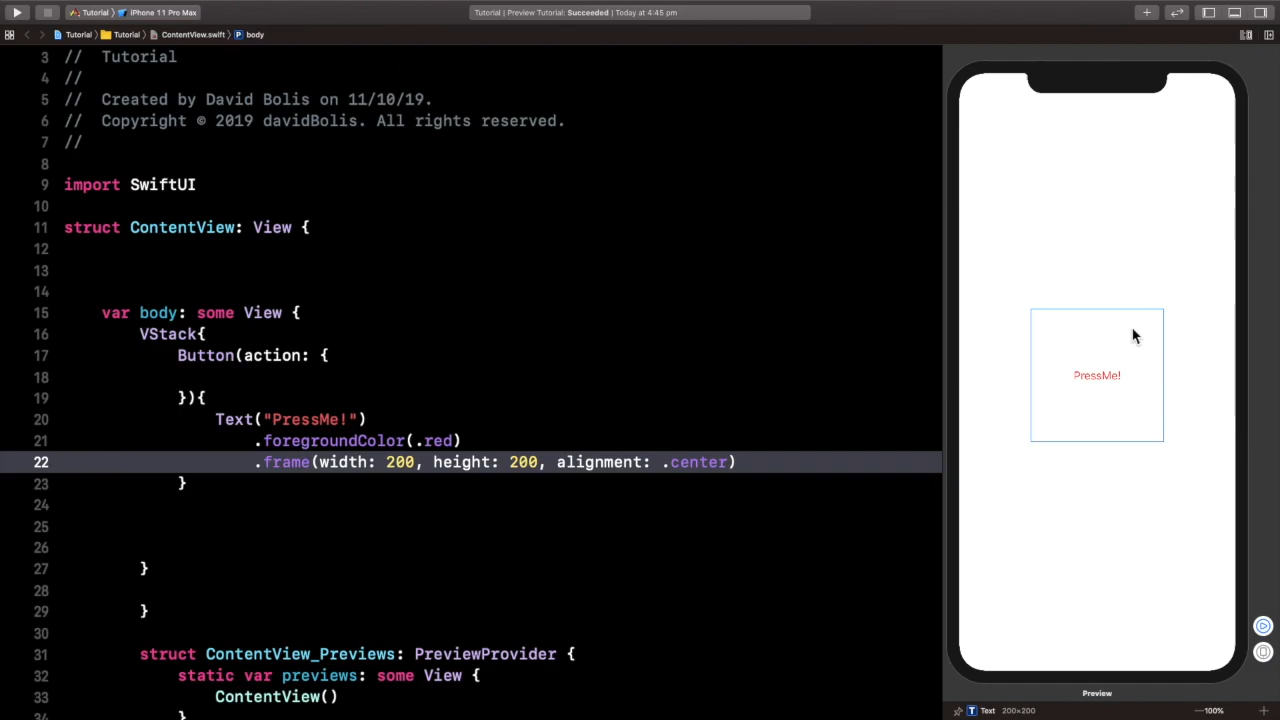 Tutorial › iPhone 11 Pro Max
Tutorial | Preview Tutorial: Succeeded | Today at 4:45 pm
Tutorial › Tutorial › ContentView.swift › P body
3 //  Tutorial
4 //
5 //  Created by David Bolis on 11/10/19.
6 //  Copyright © 2019 davidBolis. All rights reserved.
7 //
8
9 import SwiftUI
10
11 struct ContentView: View {
12
13
14
15     var body: some View {
16         VStack{
17             Button(action: {
18
19             }){
20                 Text("PressMe!")
21                     .foregroundColor(.red)
22                     .frame(width: 200, height: 200, alignment: .center)
23             }
24
25
26
27         }
28
29         }
30
31         struct ContentView_Previews: PreviewProvider {
32             static var previews: some View {
33                 ContentView()
34             }
PressMe!
Preview
T Text 200×200
— 100% +